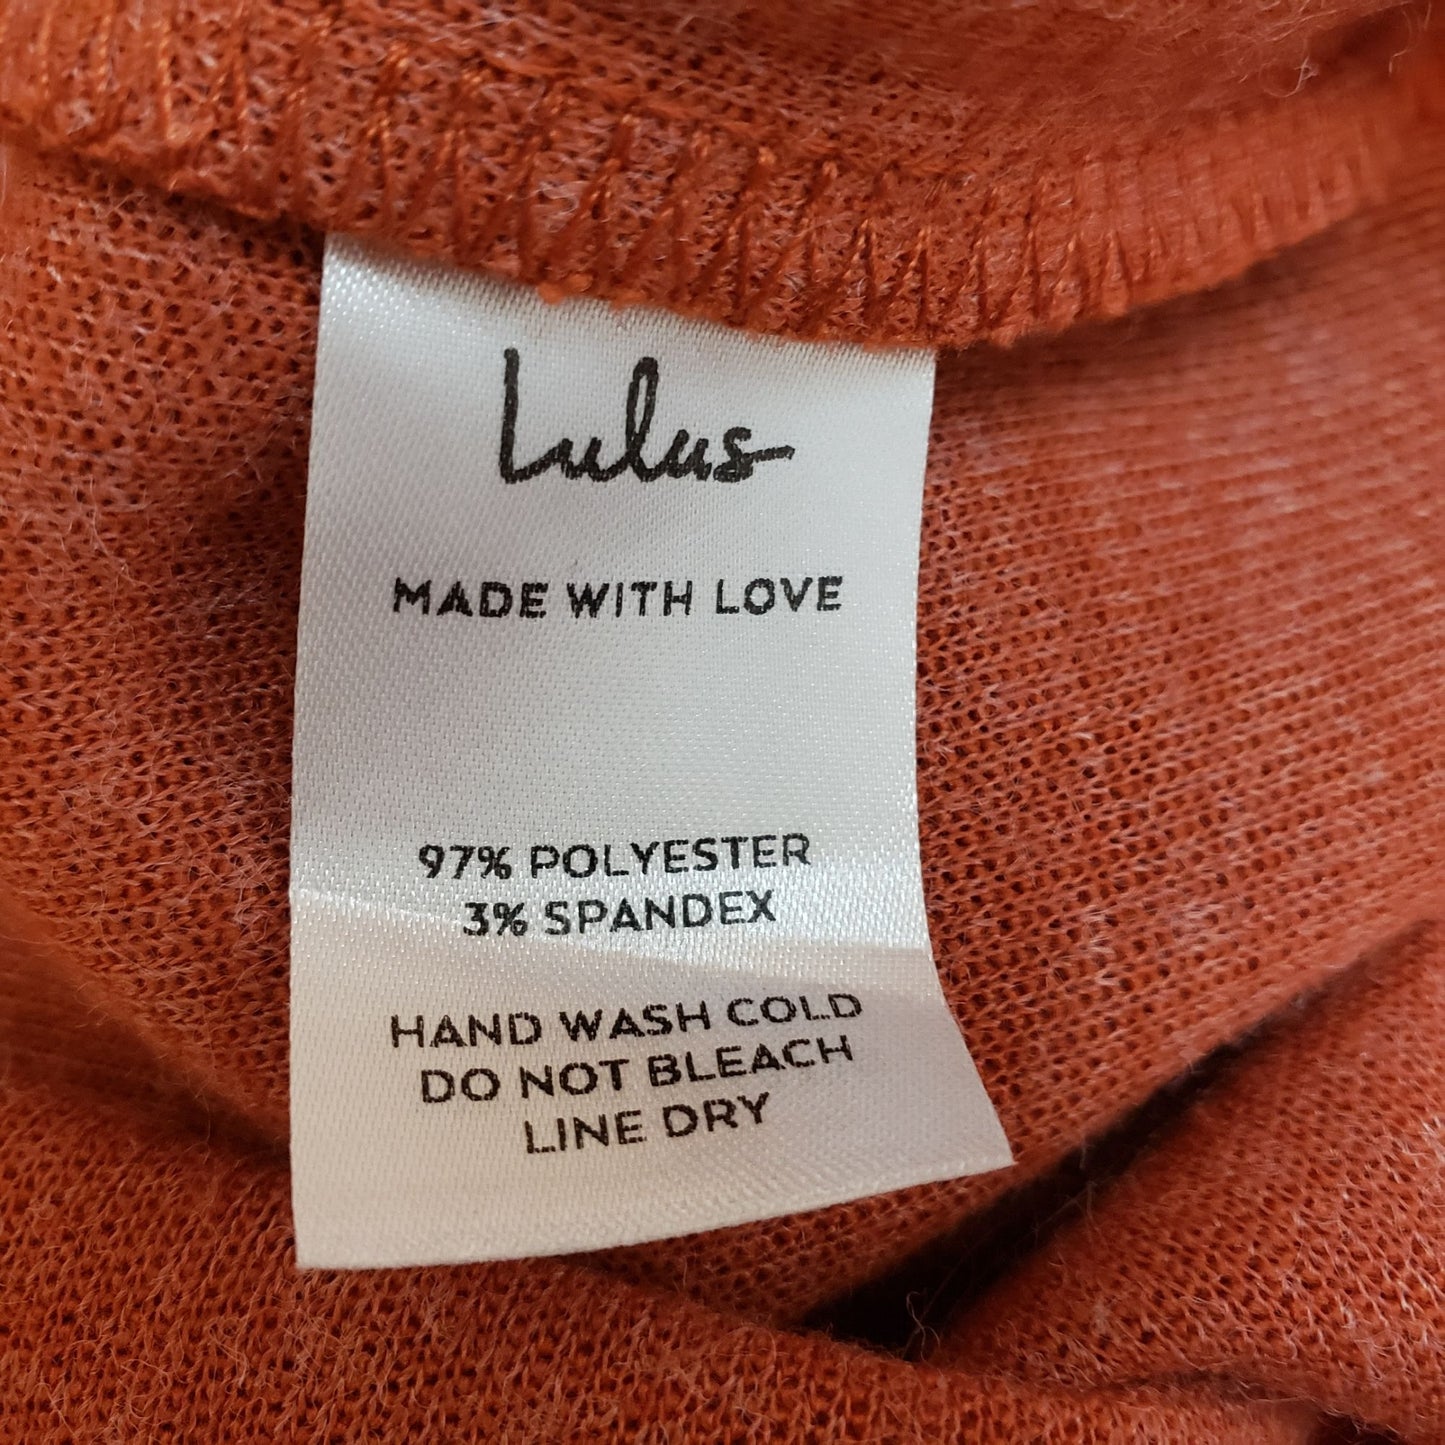 Lulus
MADE WITH LOVE
97% POLYESTER
3% SPANDEX
HAND WASH COLD
DO NOT BLEACH
LINE DRY